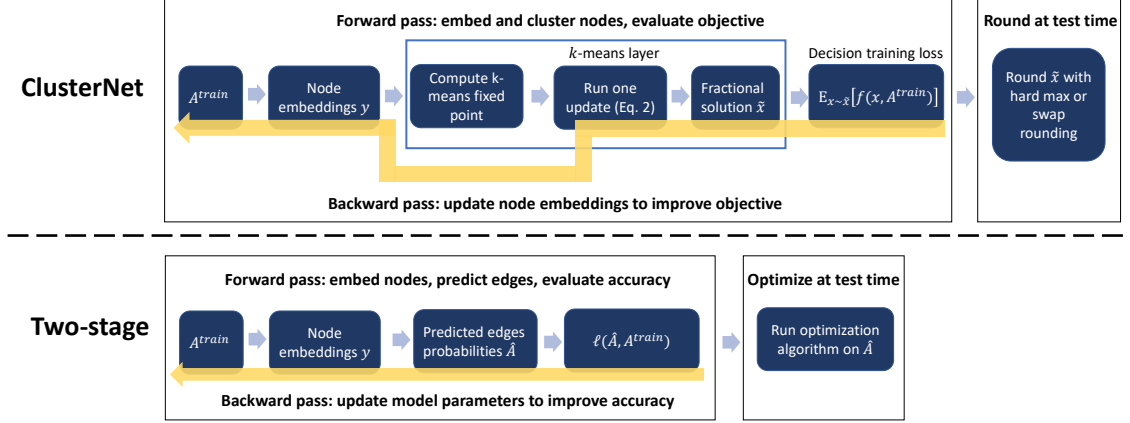 Forward pass: embed and cluster nodes, evaluate objective
Round at test time
ClusterNet
k-means layer
Decision training loss
A^{train}
Node
embeddings y
Compute k-
means fixed
point
Run one
update (Eq. 2)
Fractional
solution x̃
E_{x∼x̃}[f(x, A^{train})]
Round x̃ with
hard max or
swap
rounding
Backward pass: update node embeddings to improve objective
Two-stage
Forward pass: embed nodes, predict edges, evaluate accuracy
Optimize at test time
A^{train}
Node
embeddings y
Predicted edges
probabilities Â
ℓ(Â, A^{train})
Run optimization
algorithm on Â
Backward pass: update model parameters to improve accuracy